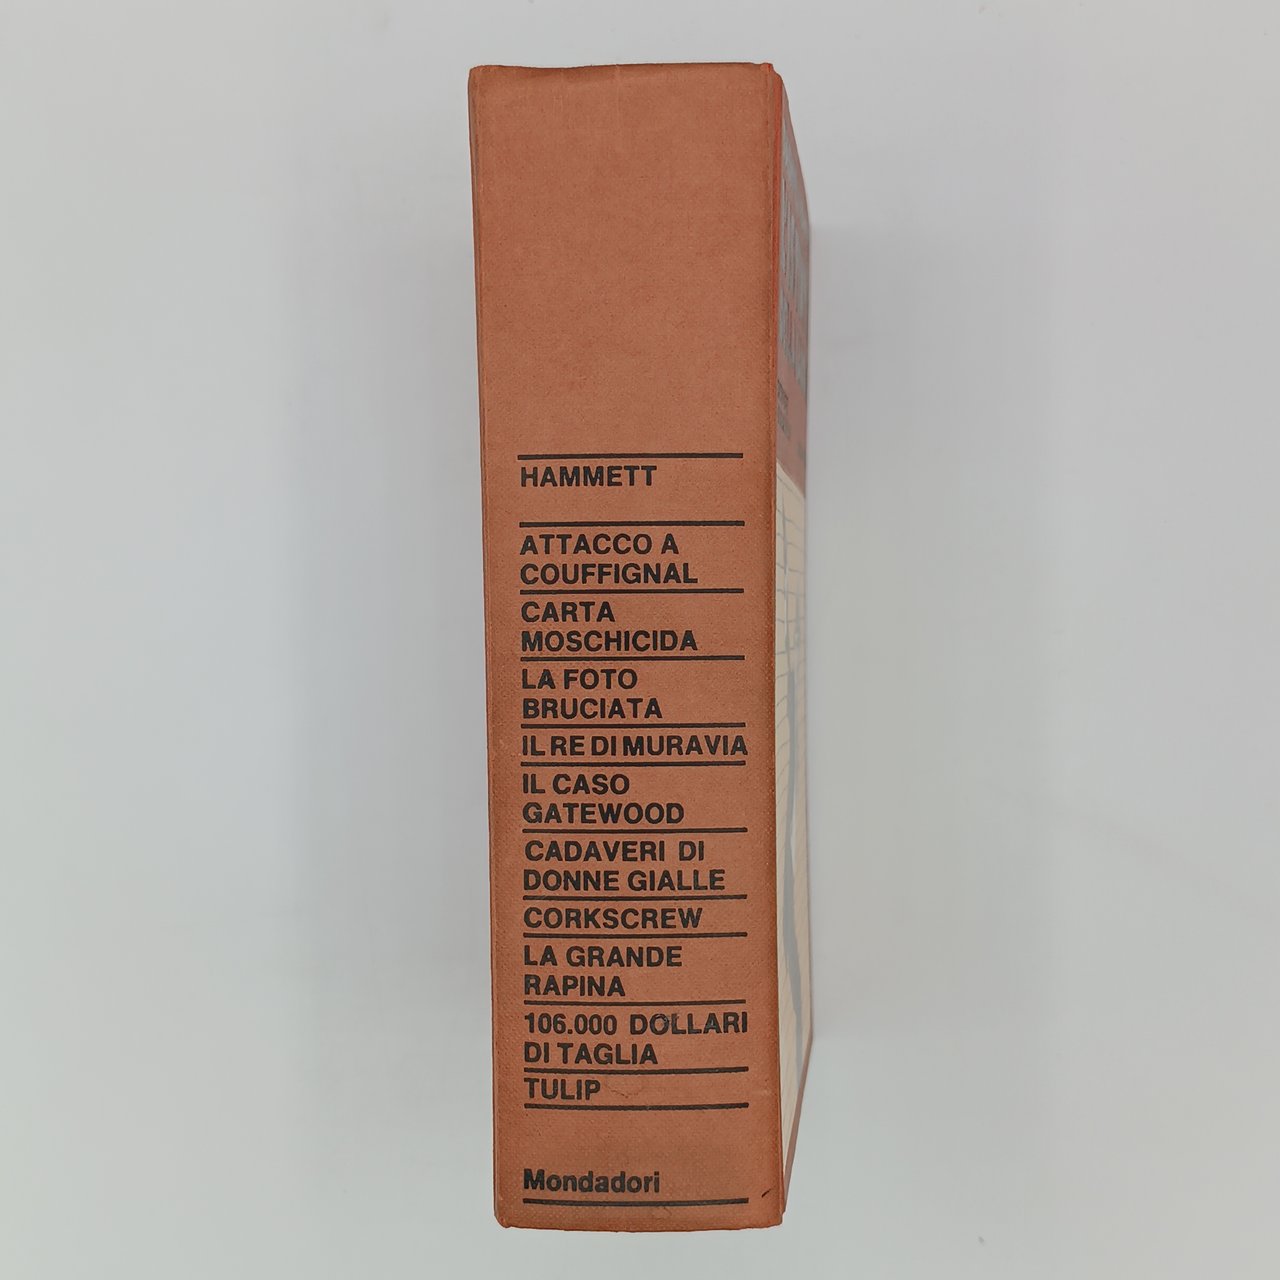 HAMMETT
ATTACCO A
COUFFIGNAL
CARTA
MOSCHICIDA
LA FOTO
BRUCIATA
IL RE DI MURAVIA
IL CASO
GATEWOOD
CADAVERI DI
DONNE GIALLE
CORKSCREW
LA GRANDE
RAPINA
106.000 DOLLARI
DI TAGLIA
TULIP
Mondadori